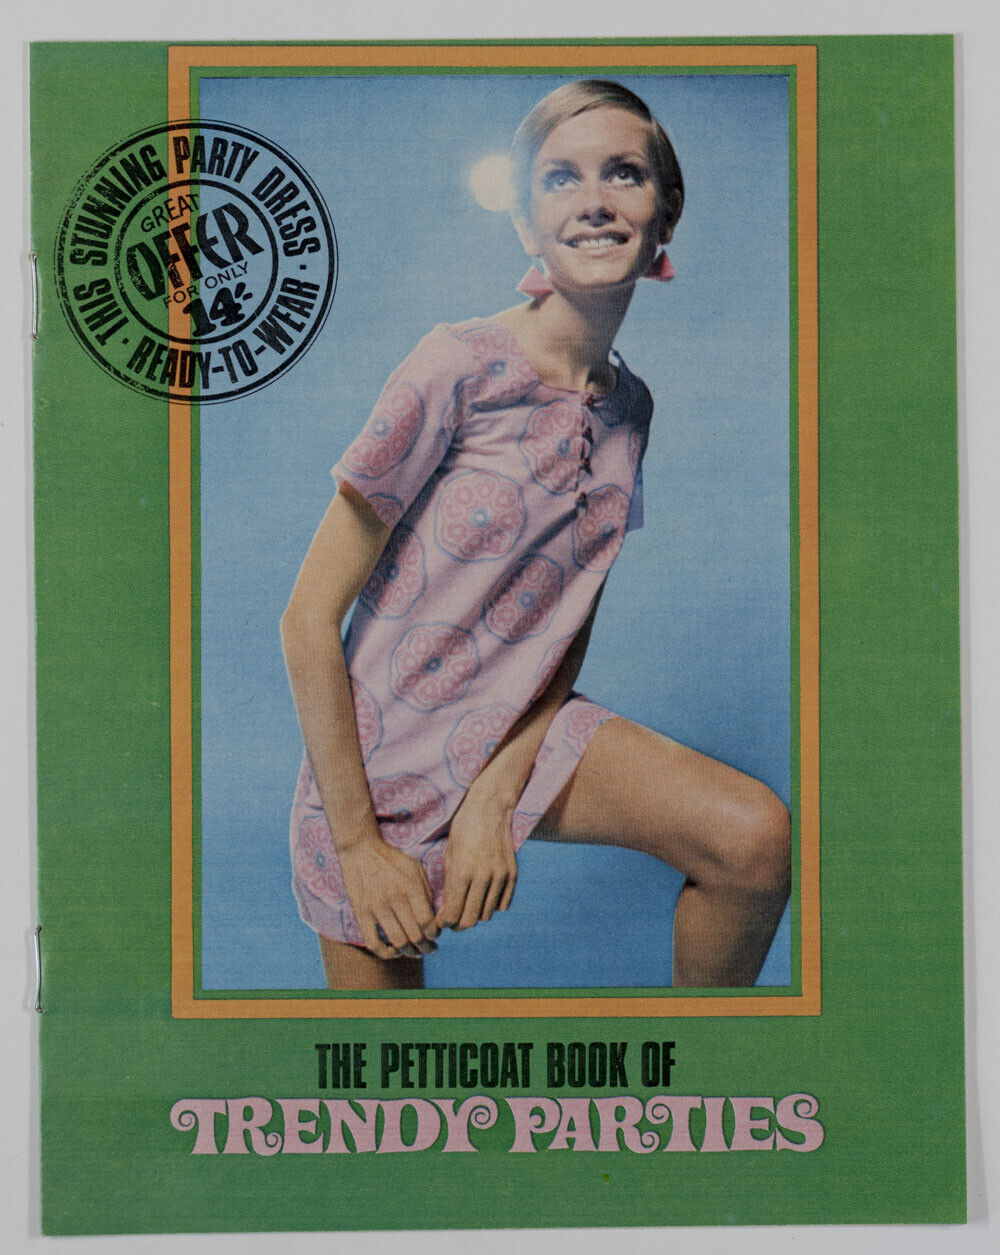 THIS STUNNING PARTY DRESS · READY-TO-WEAR ·
GREAT
OFFER
FOR ONLY
14/-
THE PETTICOAT BOOK OF
TRENDY PARTIES